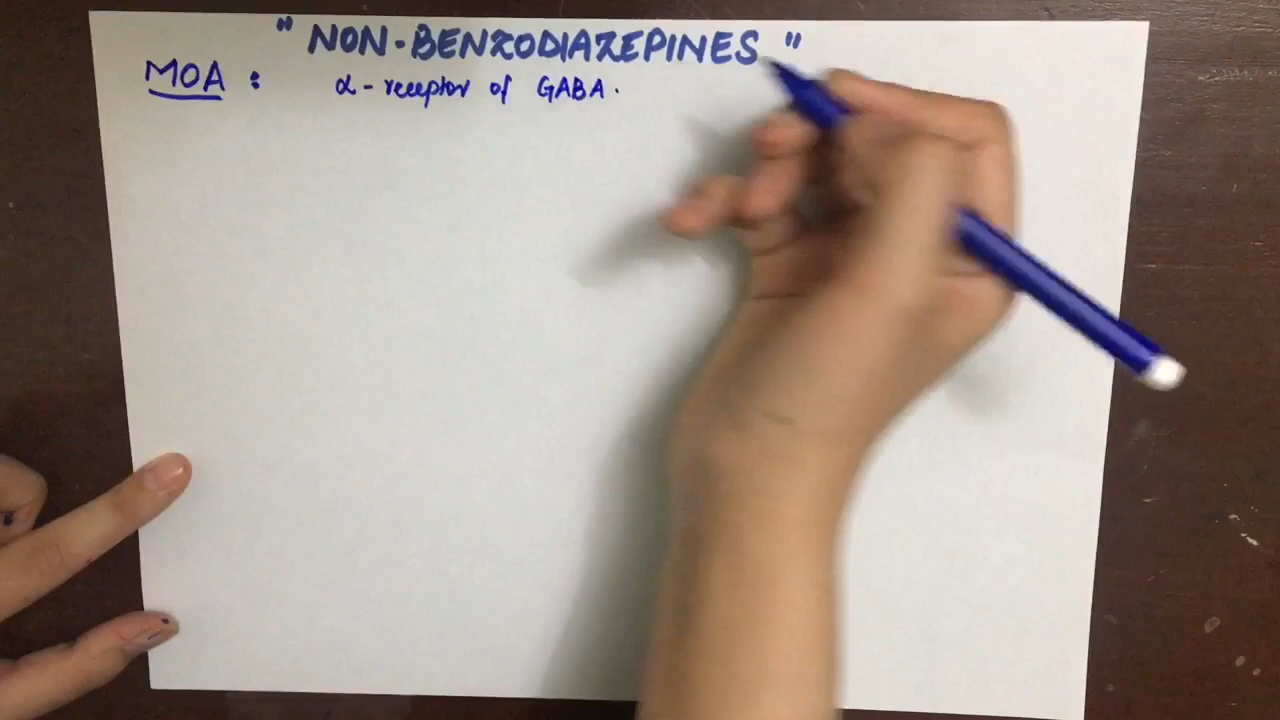 " NON-BENZODIAZEPINES "
MOA : α-receptor of GABA.